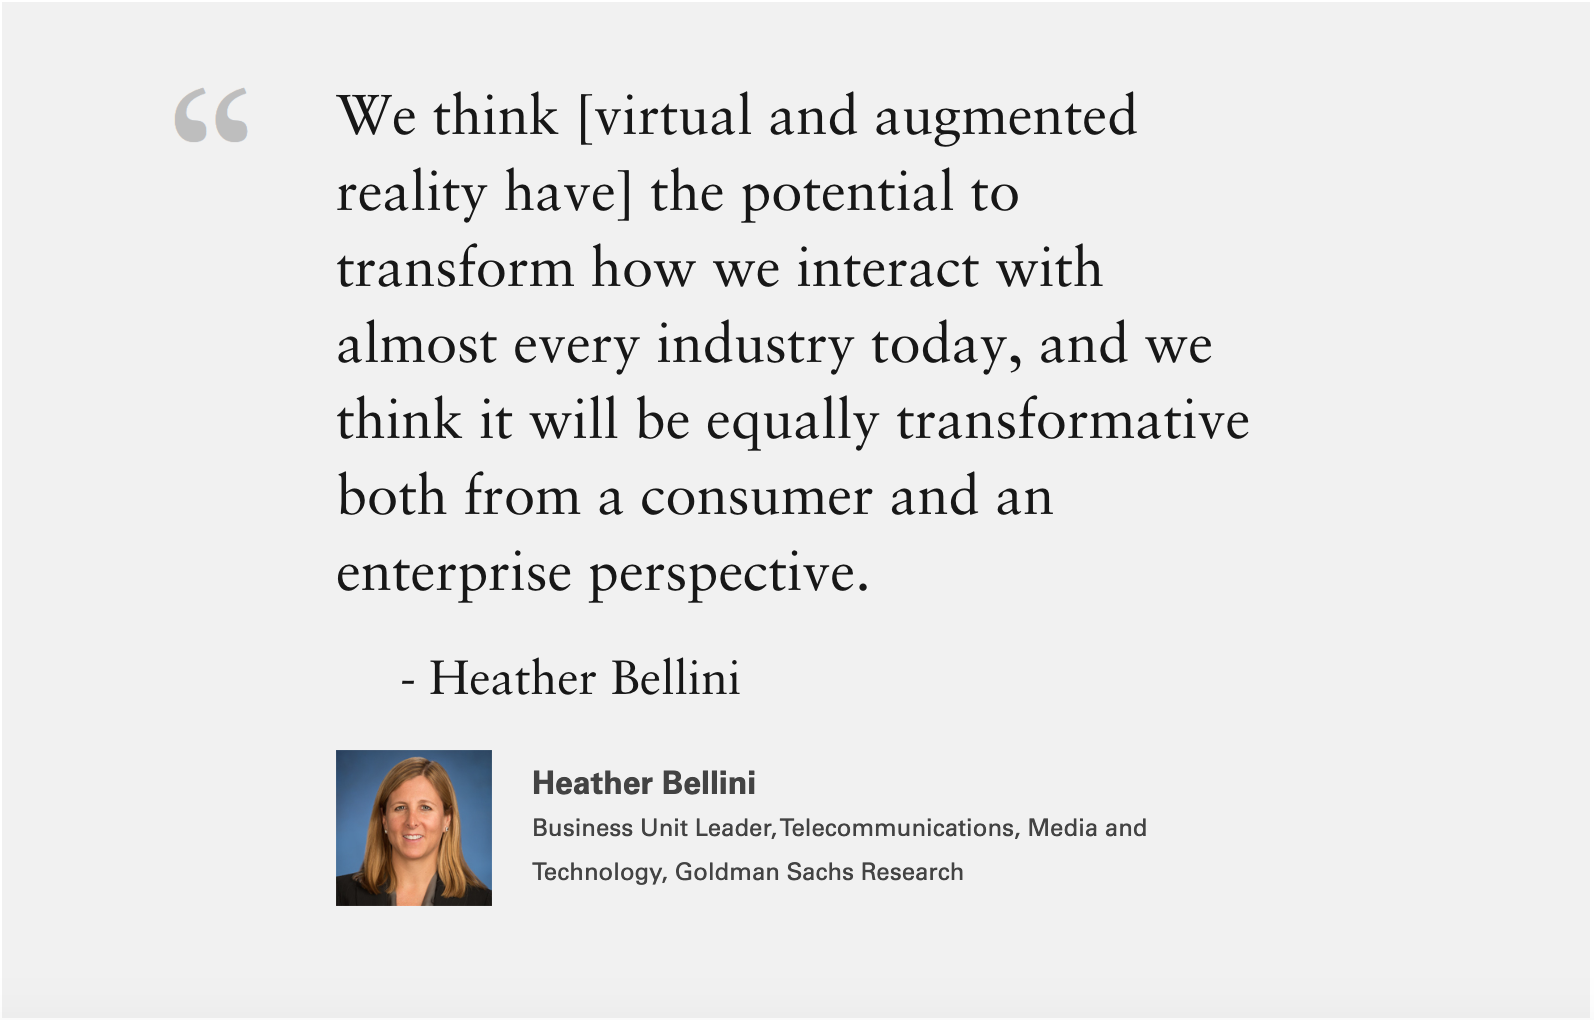 “
We think [virtual and augmented
reality have] the potential to
transform how we interact with
almost every industry today, and we
think it will be equally transformative
both from a consumer and an
enterprise perspective.
- Heather Bellini
Heather Bellini
Business Unit Leader, Telecommunications, Media and
Technology, Goldman Sachs Research